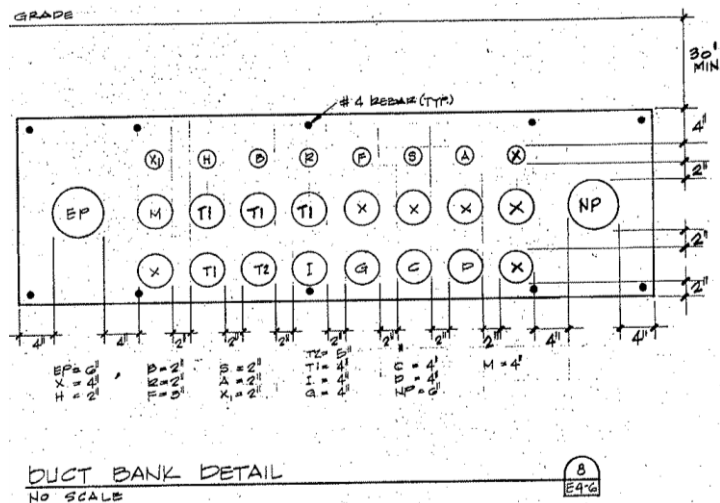 GRADE
30" MIN
#4 REBAR (TYP.)
4"
X1 H B R F S A X
2"
EP M T1 T1 T1 X X X X NP
2"
X T1 T2 I G C P X
2"
4" 4" 2" 2" 2" 2" 2" 2" 2" 4" 4"
EP = 6"
X = 4"
H = 2"
B = 2"
R = 2"
S = 2"
A = 2"
X1 = 2"
T2 = 5"
T1 = 4"
I = 4"
G = 4"
C = 4"
P = 4"
NP = 6"
M = 4"
DUCT BANK DETAIL
NO SCALE
8
E4-6